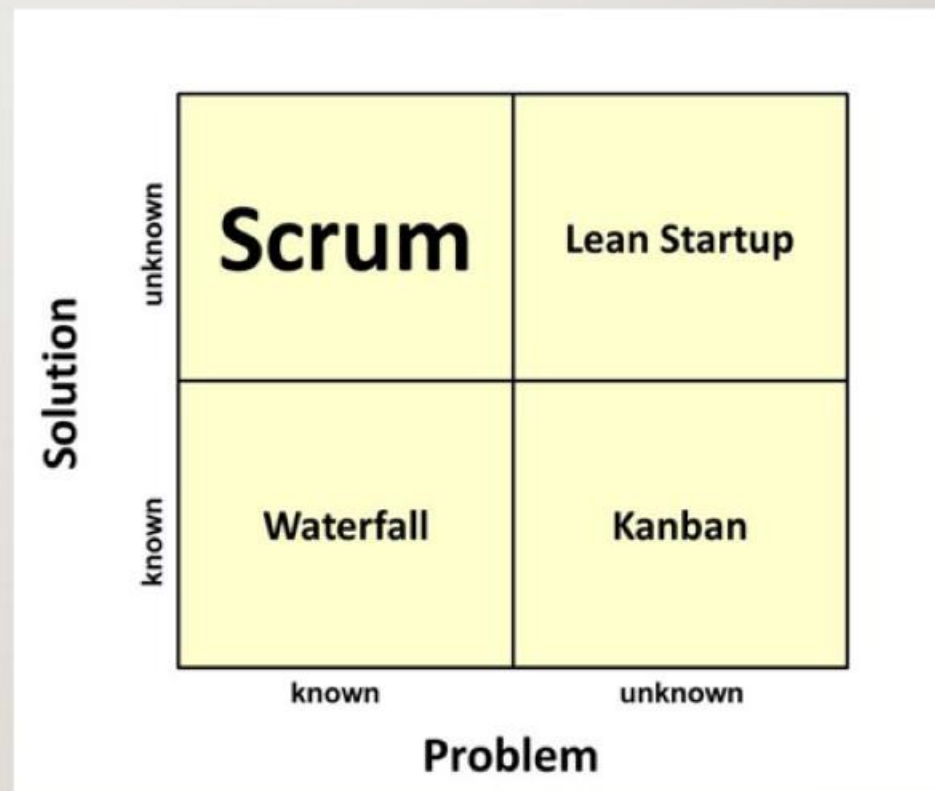 Solution
unknown
Scrum
Lean Startup
known
Waterfall
Kanban
known
unknown
Problem